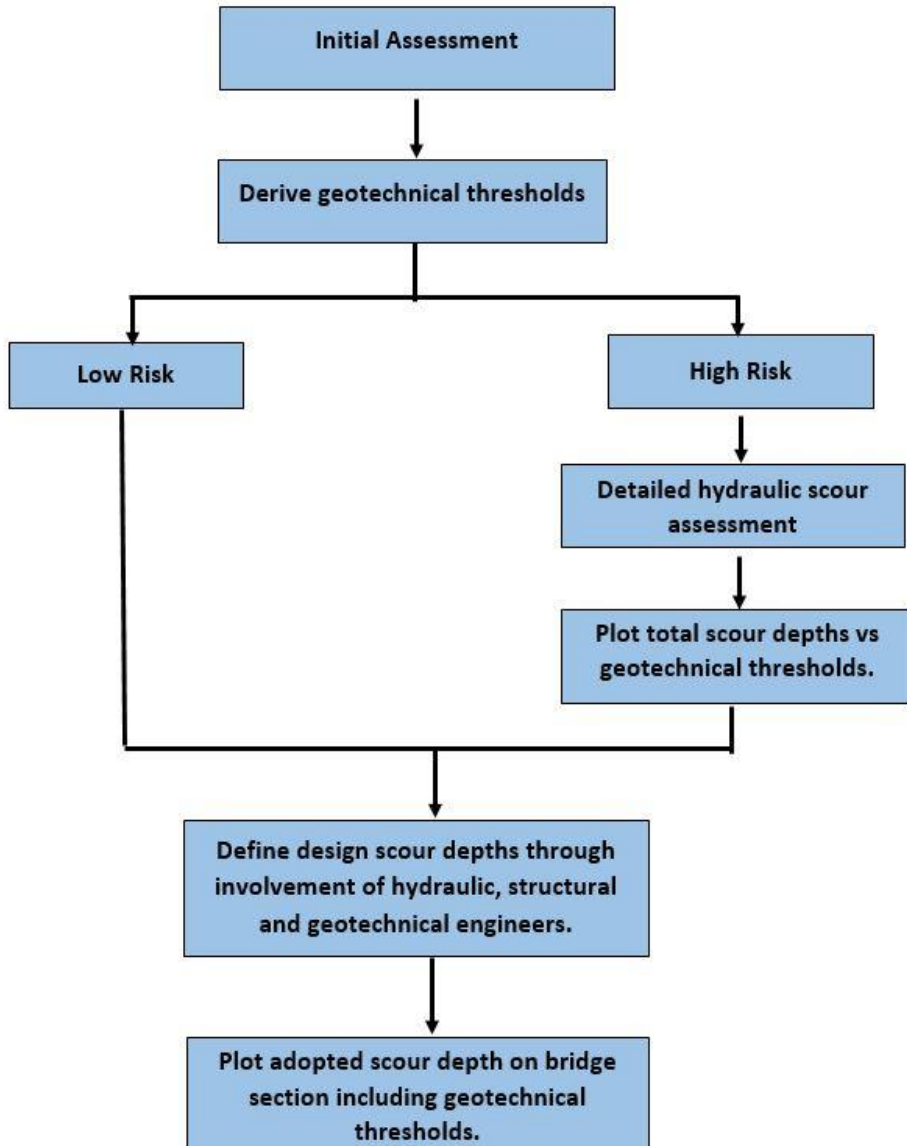 Initial Assessment
Derive geotechnical thresholds
Low Risk
High Risk
Detailed hydraulic scour
assessment
Plot total scour depths vs
geotechnical thresholds.
Define design scour depths through
involvement of hydraulic, structural
and geotechnical engineers.
Plot adopted scour depth on bridge
section including geotechnical
thresholds.